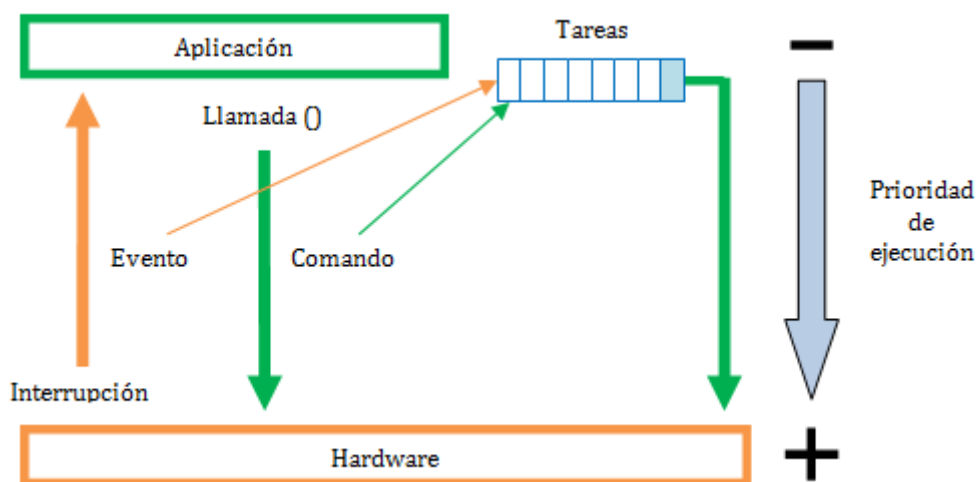 Aplicación
Tareas
Llamada ()
Evento
Comando
Prioridad
de
ejecución
Interrupción
Hardware